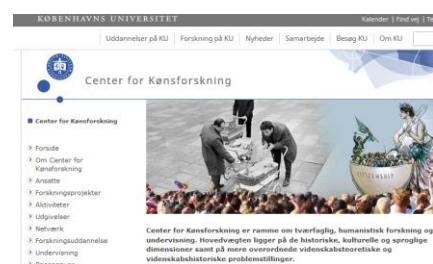 KØBENHAVNS UNIVERSITET
Kalender | Find vej |
Uddannelser på KU | Forskning på KU | Nyheder | Samarbejde | Besøg KU | Om KU
Center for Kønsforskning
Center for Kønsforskning
Forside
Om Center for
Kønsforskning
Ansatte
Forskningsprojekter
Aktiviteter
Udgivelser
Netværk
Forskningsuddannelse
Undervisning
Center for Kønsforskning er ramme om tværfaglig, humanistisk forskning og
undervisning. Hovedvægten ligger på de historiske, kulturelle og sproglige
dimensioner samt på mere overordnede videnskabsteoretiske og
videnskabshistoriske problemstillinger.